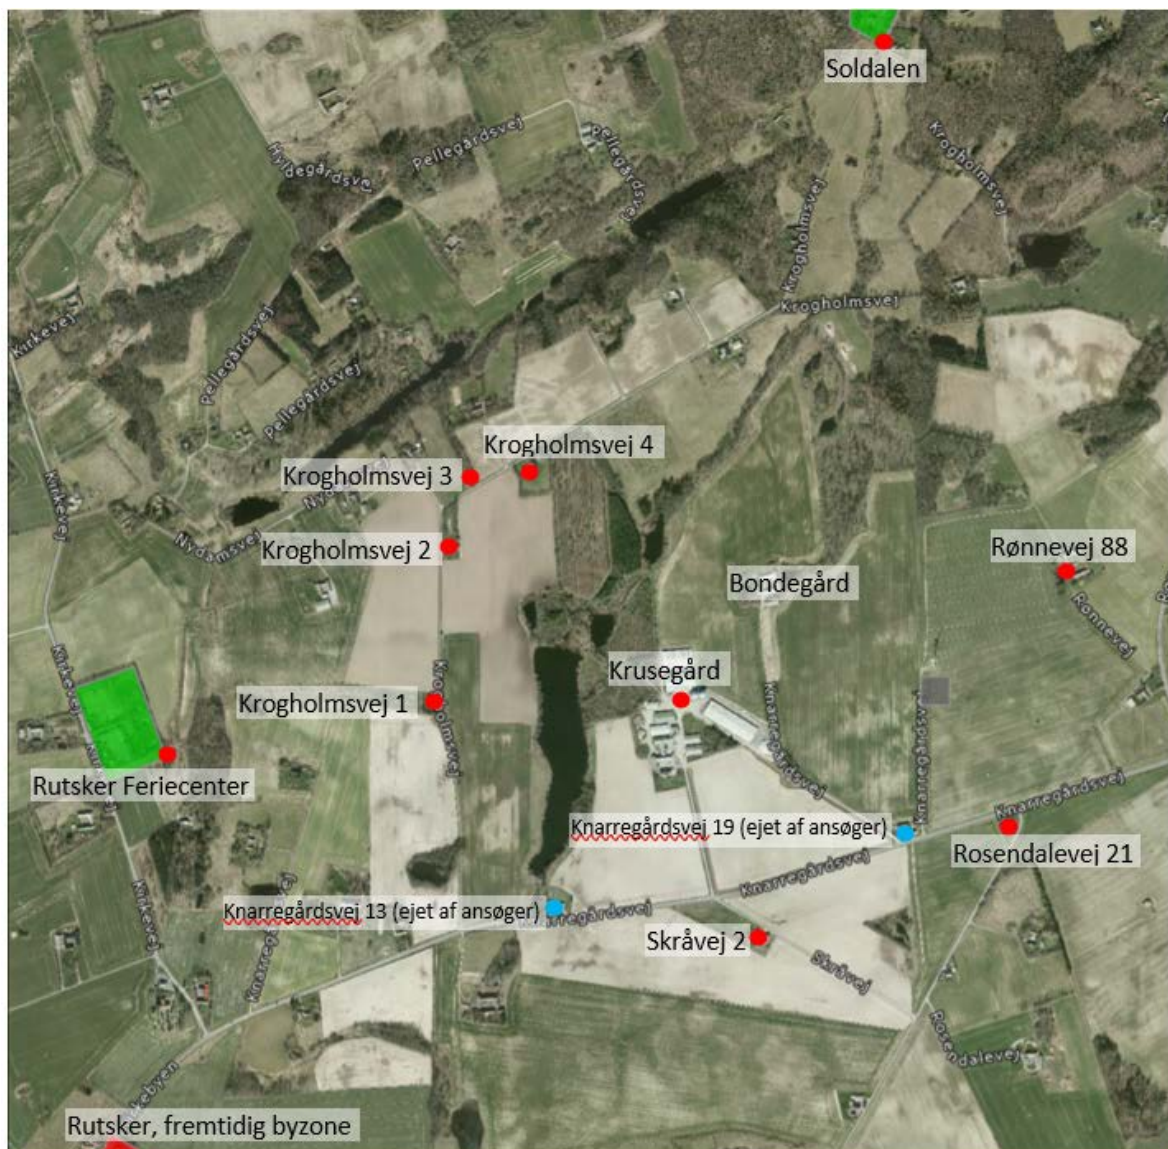 Soldalen
Krogholmsvej
Pellegårdsvej
Pellegårdsvej
Hyldegårdsvej
Krogholmsvej
Krogholmsvej
Kirkevej
Pellegårdsvej
Pellegårdsvej
Krogholmsvej 4
Krogholmsvej 3
Kirkevej
Nydamsvej
Krogholmsvej 2
Rønnevej 88
Bondegård
Rønnevej
Kirkevej
Krusegård
Krogholmsvej 1
Krogholmsvej
Knarregårdsvej
Knarregårdsvej
Rutsker Feriecenter
Knarregårdsvej
Knarregårdsvej 19 (ejet af ansøger)
Rosendalevej 21
Knarregårdsvej
Knarregårdsvej 13 (ejet af ansøger)
Knarregårdsvej
Kirkevej
Skråvej 2
Skråvej
Rosendalevej
Rutsker, fremtidig byzone